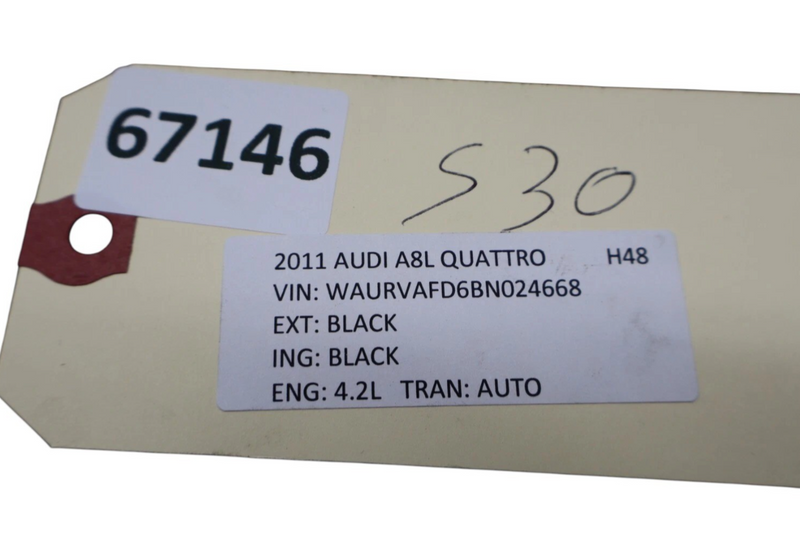 67146
S30
2011 AUDI A8L QUATTRO H48
VIN: WAURVAFD6BN024668
EXT: BLACK
ING: BLACK
ENG: 4.2L TRAN: AUTO